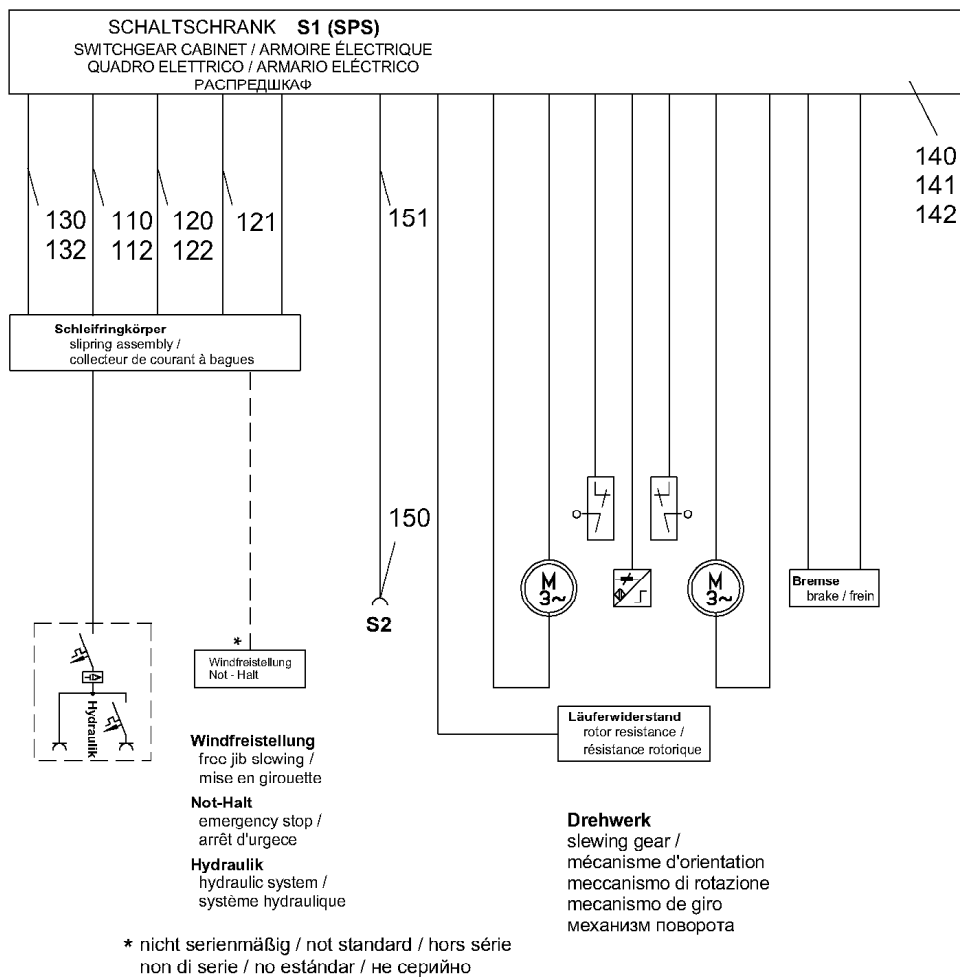 SCHALTSCHRANK S1 (SPS)
SWITCHGEAR CABINET / ARMOIRE ÉLECTRIQUE
QUADRO ELETTRICO / ARMARIO ELÉCTRICO
РАСПРЕДШКАФ
140
141
142
130
132
110
112
120
122
121
151
Schleifringkörper
slipring assembly /
collecteur de courant à bagues
150
S2
M
3~
M
3~
Bremse
brake / frein
*
Windfreistellung
Not - Halt
Hydraulik
Läuferwiderstand
rotor resistance /
résistance rotorique
Windfreistellung
free jib slewing /
mise en girouette
Not-Halt
emergency stop /
arrêt d'urgece
Hydraulik
hydraulic system /
système hydraulique
Drehwerk
slewing gear /
mécanisme d'orientation
meccanismo di rotazione
mecanismo de giro
механизм поворота
* nicht serienmäßig / not standard / hors série
non di serie / no estándar / не серийно